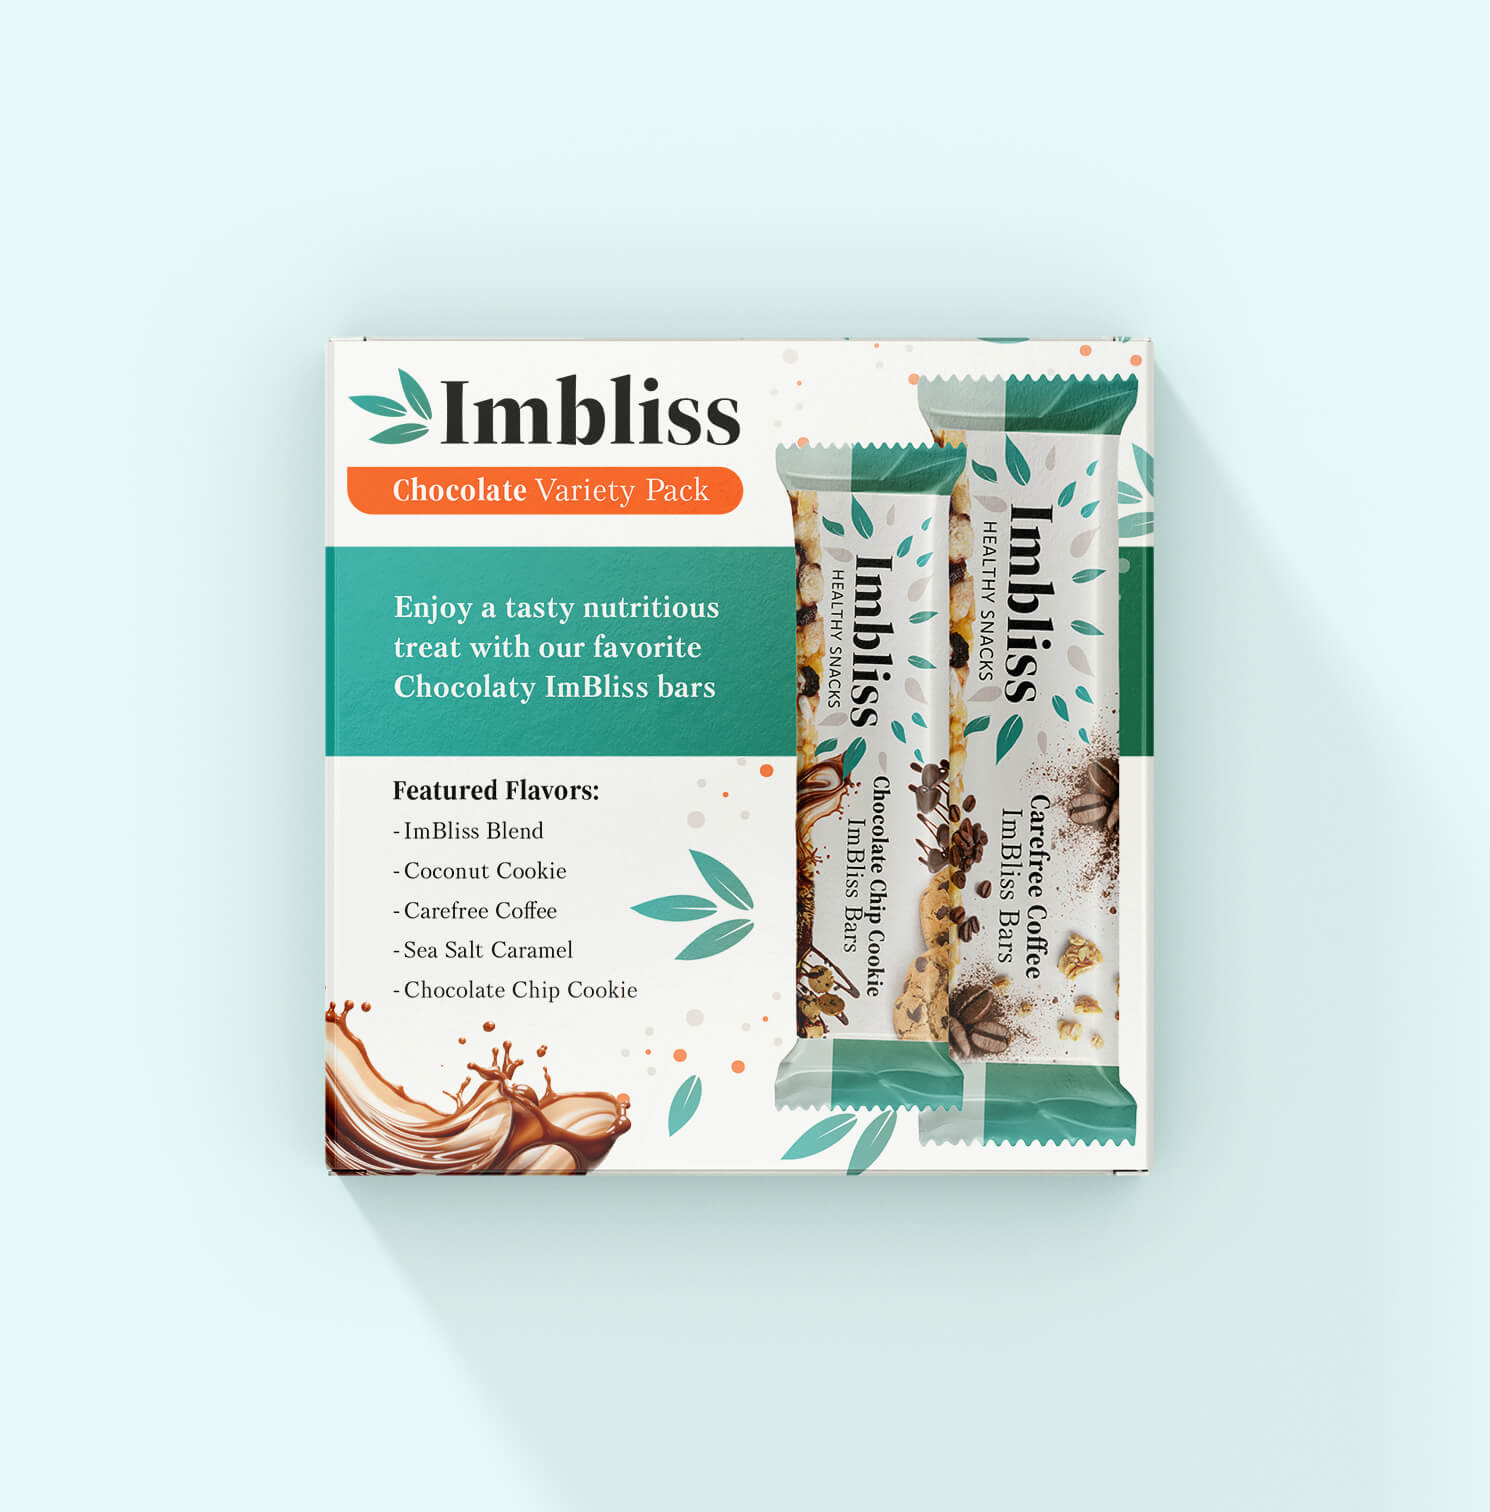 Imbliss
Chocolate Variety Pack
Enjoy a tasty nutritious
treat with our favorite
Chocolaty ImBliss bars
Featured Flavors:
-ImBliss Blend
-Coconut Cookie
-Carefree Coffee
-Sea Salt Caramel
-Chocolate Chip Cookie
Imbliss
HEALTHY SNACKS
Chocolate Chip Cookie
ImBliss Bars
Imbliss
HEALTHY SNACKS
Carefree Coffee
ImBliss Bars